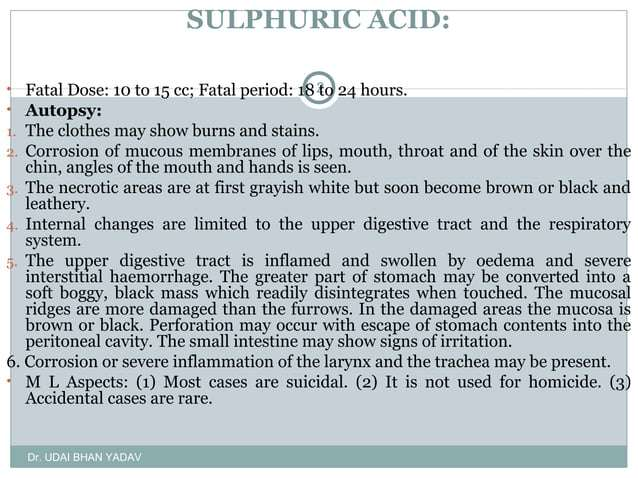 SULPHURIC ACID:
• Fatal Dose: 10 to 15 cc; Fatal period: 18 to 24 hours.
• Autopsy:
1. The clothes may show burns and stains.
2. Corrosion of mucous membranes of lips, mouth, throat and of the skin over the
chin, angles of the mouth and hands is seen.
3. The necrotic areas are at first grayish white but soon become brown or black and
leathery.
4. Internal changes are limited to the upper digestive tract and the respiratory
system.
5. The upper digestive tract is inflamed and swollen by oedema and severe
interstitial haemorrhage. The greater part of stomach may be converted into a
soft boggy, black mass which readily disintegrates when touched. The mucosal
ridges are more damaged than the furrows. In the damaged areas the mucosa is
brown or black. Perforation may occur with escape of stomach contents into the
peritoneal cavity. The small intestine may show signs of irritation.
6. Corrosion or severe inflammation of the larynx and the trachea may be present.
• M L Aspects: (1) Most cases are suicidal. (2) It is not used for homicide. (3)
Accidental cases are rare.
Dr. UDAI BHAN YADAV